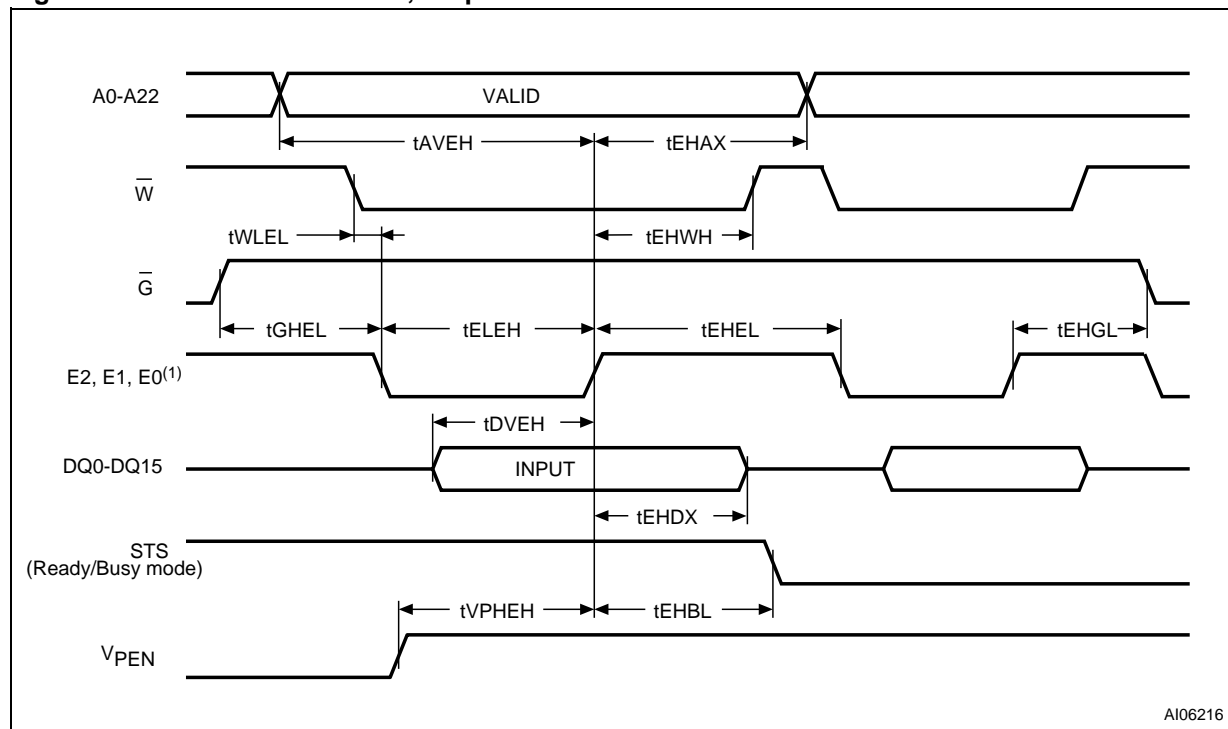 A0-A22
VALID
tAVEH
tEHAX
W
tWLEL
tEHWH
G
tGHEL
tELEH
tEHEL
tEHGL
E2, E1, E0(1)
tDVEH
DQ0-DQ15
INPUT
tEHDX
STS
(Ready/Busy mode)
tVPHEH
tEHBL
VPEN
AI06216